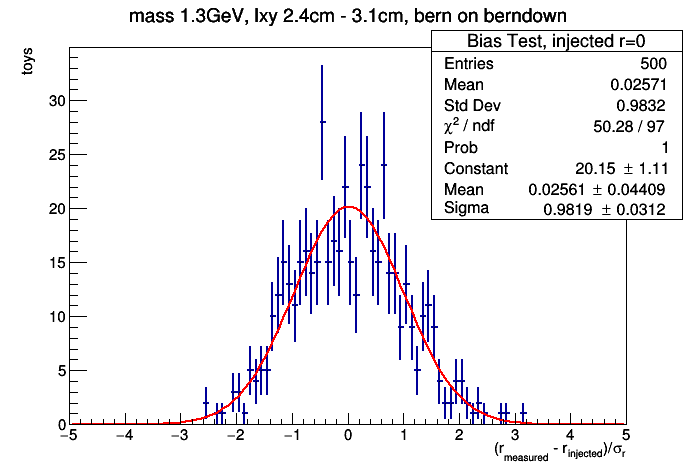 mass 1.3GeV, lxy 2.4cm - 3.1cm, bern on berndown
Bias Test, injected r=0
Entries 500
Mean 0.02571
Std Dev 0.9832
χ² / ndf 50.28 / 97
Prob 1
Constant 20.15 ± 1.11
Mean 0.02561 ± 0.04409
Sigma 0.9819 ± 0.0312
toys
30
25
20
15
10
5
0
−5 −4 −3 −2 −1 0 1 2 3 4 5
(r_measured - r_injected)/σ_r